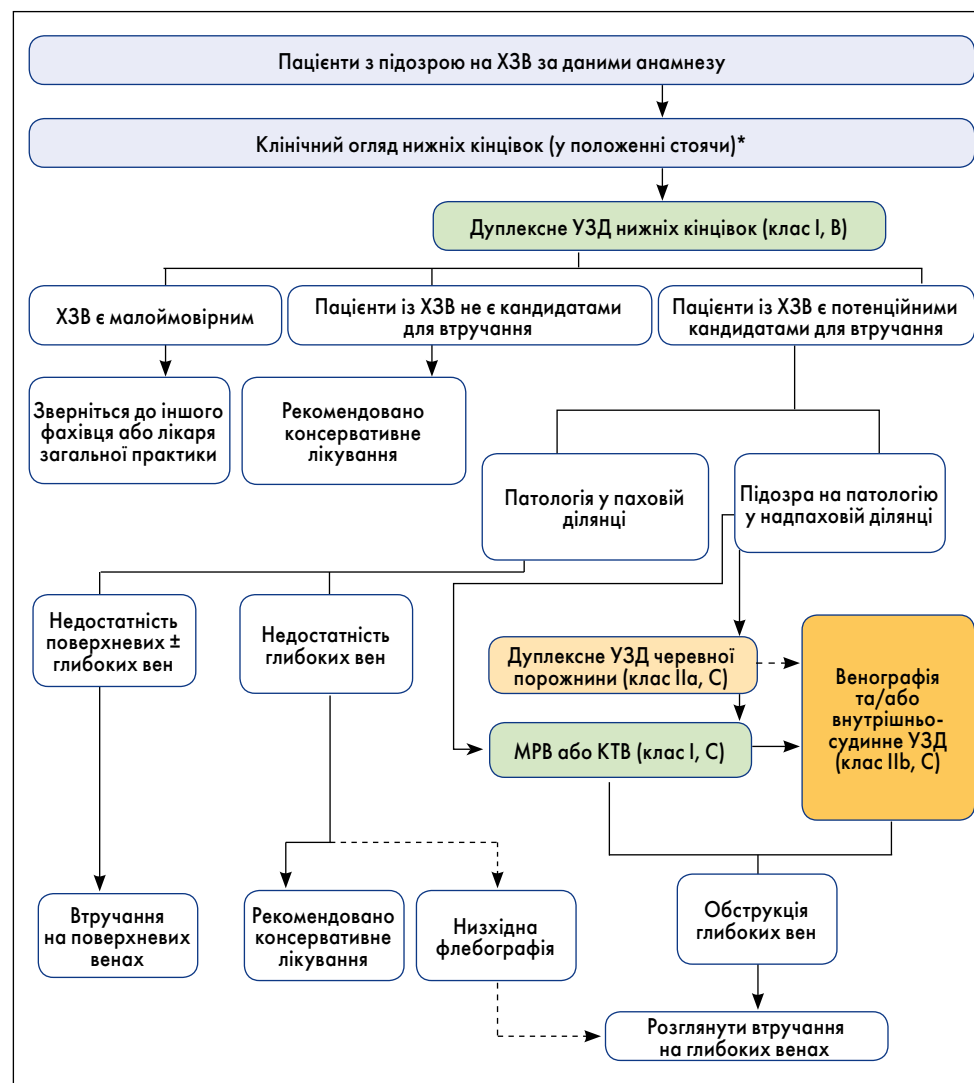 Пацієнти з підозрою на ХЗВ за даними анамнезу
Клінічний огляд нижніх кінцівок (у положенні стоячи)*
Дуплексне УЗД нижніх кінцівок (клас I, B)
ХЗВ є малоймовірним
Пацієнти із ХЗВ не є кандидатами
для втручання
Пацієнти із ХЗВ є потенційними
кандидатами для втручання
Зверніться до іншого
фахівця або лікаря
загальної практики
Рекомендовано
консервативне
лікування
Патологія у паховій
ділянці
Підозра на патологію
у надпаховій ділянці
Недостатність
поверхневих ±
глибоких вен
Недостатність
глибоких вен
Дуплексне УЗД черевної
порожнини (клас IIa, C)
МРВ або КТВ (клас I, C)
Венографія
та/або
внутрішньо-
судинне УЗД
(клас IIb, C)
Втручання
на поверхневих
венах
Рекомендовано
консервативне
лікування
Низхідна
флебографія
Обструкція
глибоких вен
Розглянути втручання
на глибоких венах